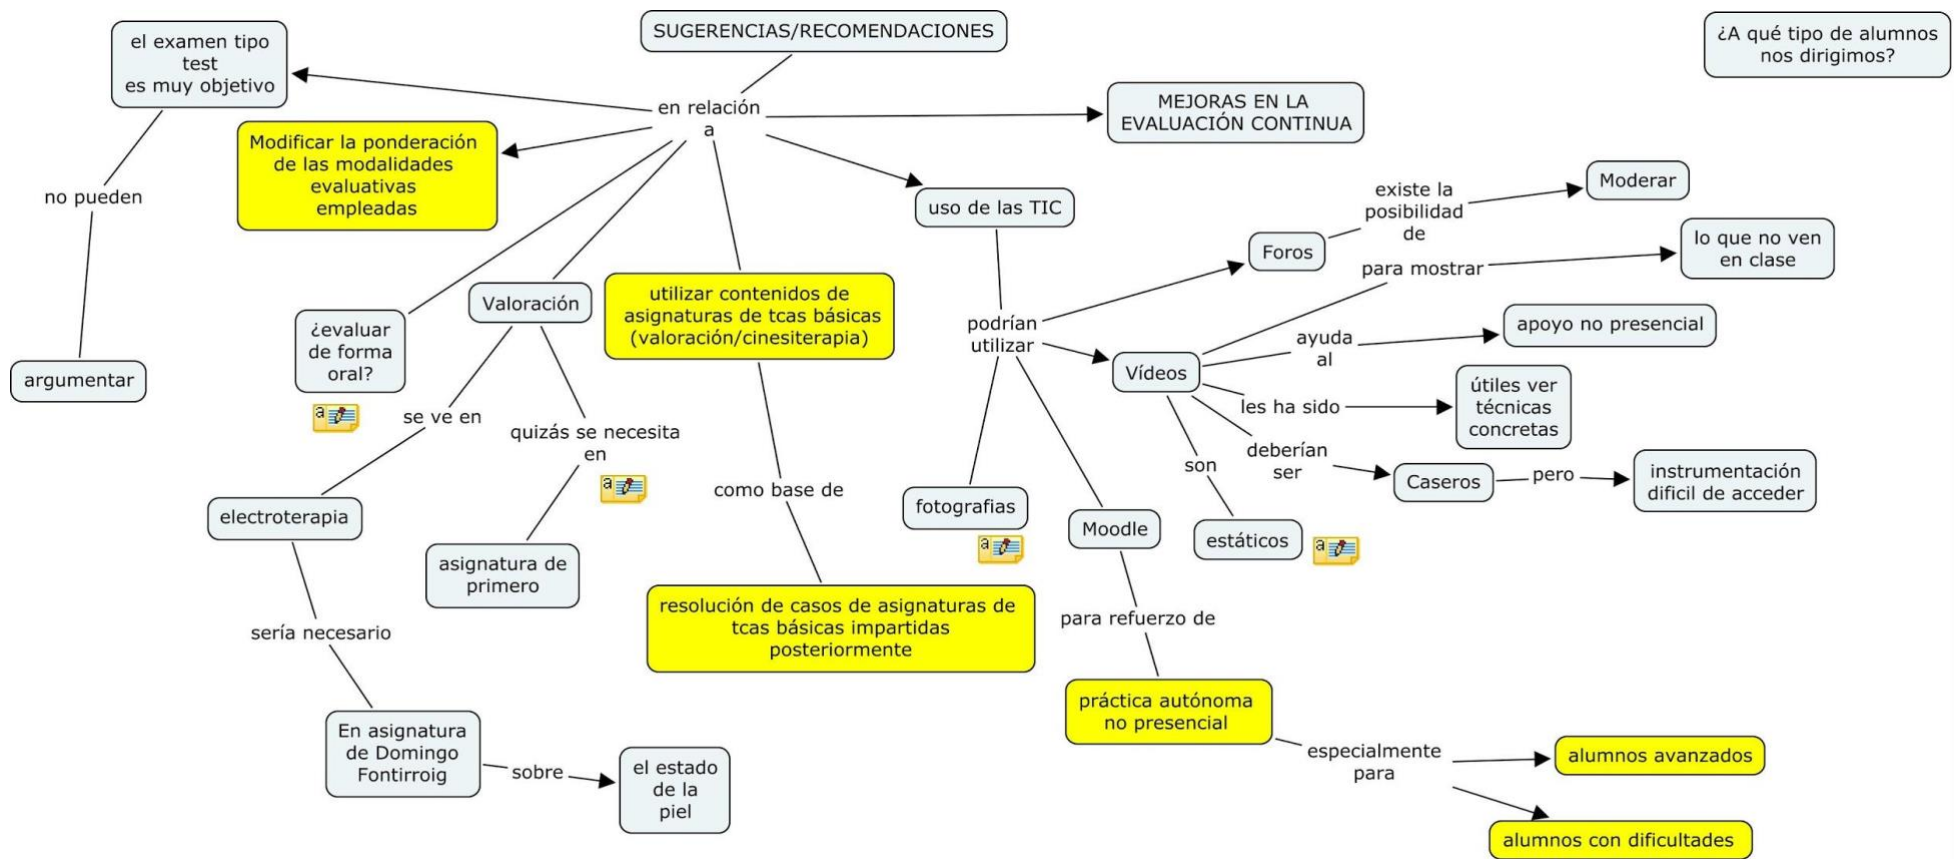 SUGERENCIAS/RECOMENDACIONES
¿A qué tipo de alumnos
nos dirigimos?
el examen tipo
test
es muy objetivo
en relación
a
MEJORAS EN LA
EVALUACIÓN CONTINUA
Modificar la ponderación
de las modalidades
evaluativas
empleadas
no pueden
argumentar
uso de las TIC
existe la
posibilidad
de
Moderar
Foros
para mostrar
lo que no ven
en clase
Valoración
utilizar contenidos de
asignaturas de tcas básicas
(valoración/cinesiterapia)
¿evaluar
de forma
oral?
a
podrían
utilizar
ayuda
al
apoyo no presencial
Vídeos
les ha sido
útiles ver
técnicas
concretas
se ve en
quizás se necesita
en
a
deberían
ser
Caseros
pero
instrumentación
dificil de acceder
son
estáticos
a
como base de
fotografias
a
Moodle
electroterapia
asignatura de
primero
resolución de casos de asignaturas de
tcas básicas impartidas
posteriormente
para refuerzo de
sería necesario
práctica autónoma
no presencial
En asignatura
de Domingo
Fontirroig
sobre
el estado
de la
piel
especialmente
para
alumnos avanzados
alumnos con dificultades